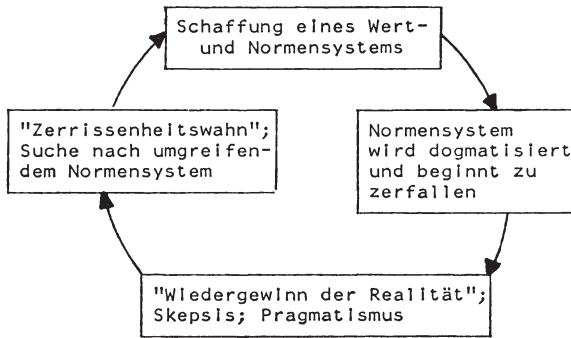 Schaffung eines Wert-
und Normensystems
"Zerrissenheitswahn";
Suche nach umgreifen-
dem Normensystem
Normensystem
wird dogmatisiert
und beginnt zu
zerfallen
"Wiedergewinn der Realität";
Skepsis; Pragmatismus